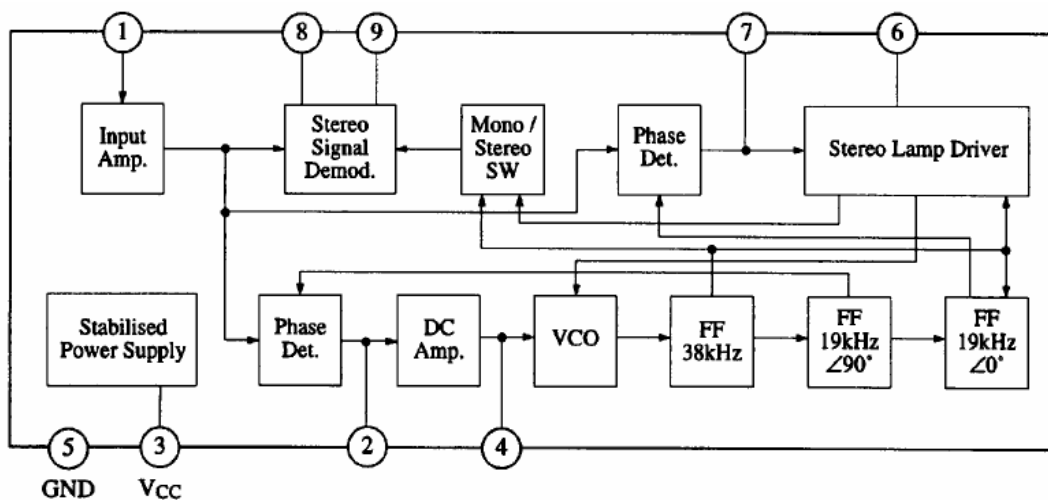 1
8
9
7
6
Input
Amp.
Stereo
Signal
Demod.
Mono /
Stereo
SW
Phase
Det.
Stereo Lamp Driver
Stabilised
Power Supply
Phase
Det.
DC
Amp.
VCO
FF
38kHz
FF
19kHz
∠90°
FF
19kHz
∠0°
5
3
2
4
GND
VCC